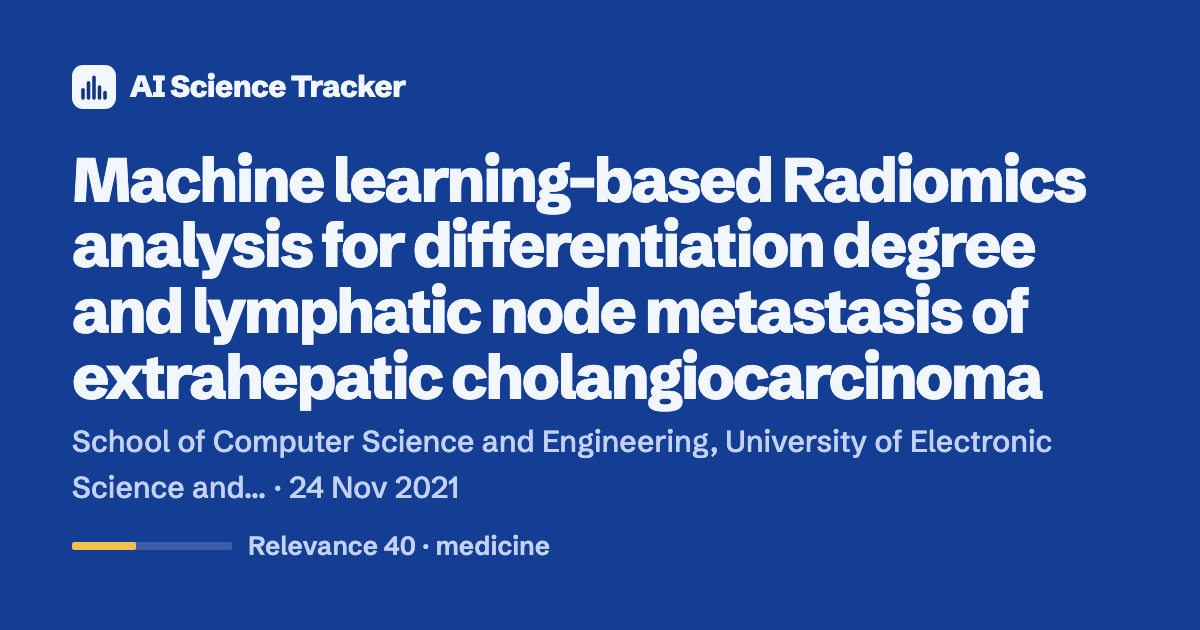 AI Science Tracker
Machine learning-based Radiomics
analysis for differentiation degree
and lymphatic node metastasis of
extrahepatic cholangiocarcinoma
School of Computer Science and Engineering, University of Electronic
Science and... · 24 Nov 2021
Relevance 40 · medicine